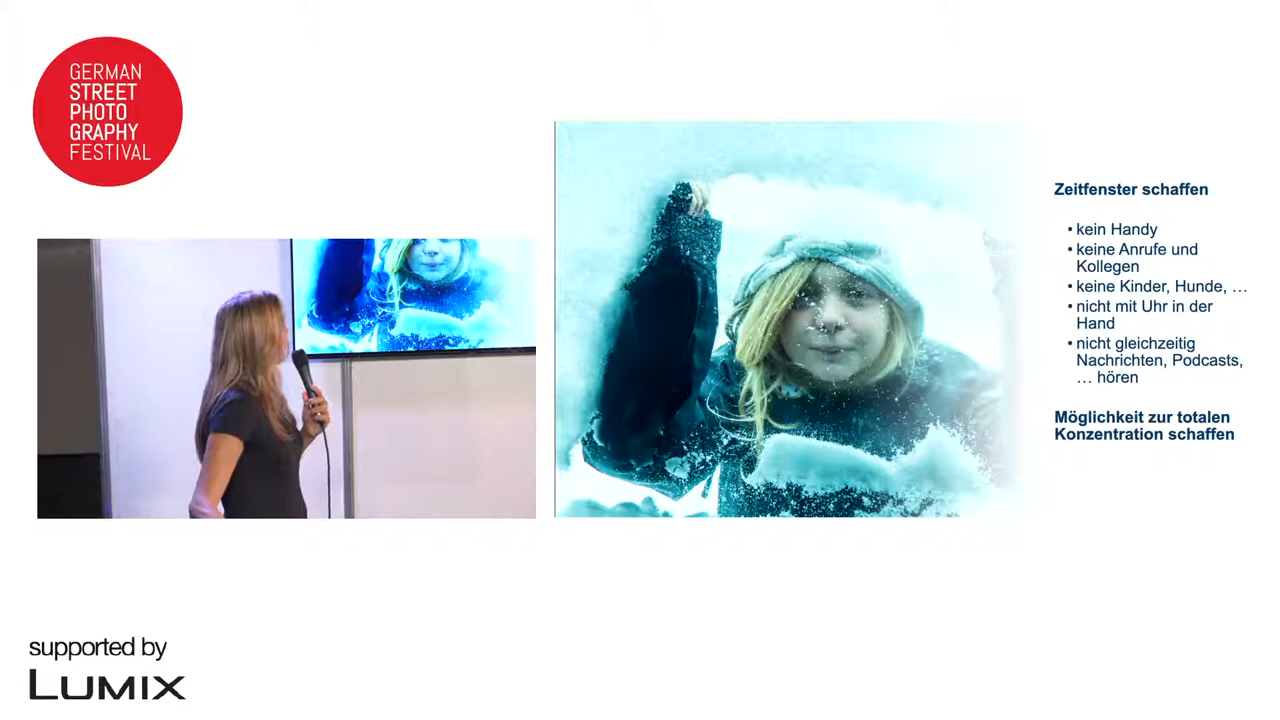 GERMAN
STREET
PHOTO
GRAPHY
FESTIVAL
Zeitfenster schaffen
• kein Handy
• keine Anrufe und
Kollegen
• keine Kinder, Hunde, …
• nicht mit Uhr in der
Hand
• nicht gleichzeitig
Nachrichten, Podcasts,
… hören
Möglichkeit zur totalen
Konzentration schaffen
supported by
LUMIX